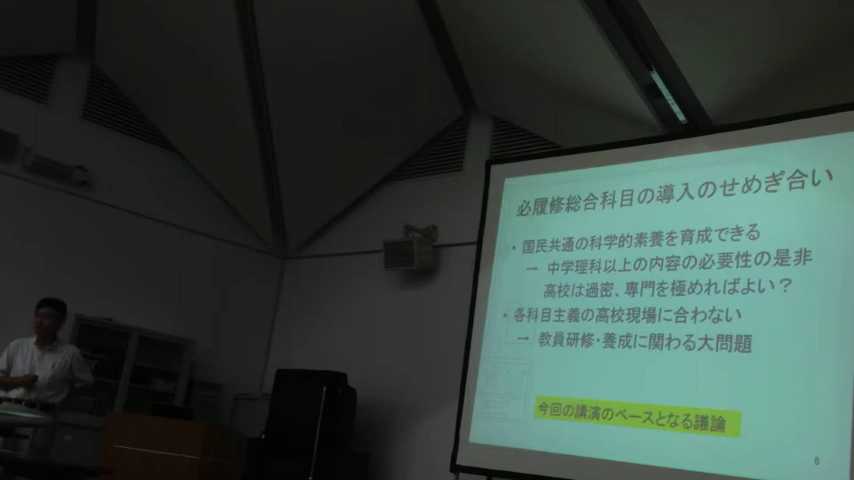 必履修総合科目の導入のせめぎ合い
• 国民共通の科学的素養を育成できる
→ 中学理科以上の内容の必要性の是非
高校は過密、専門を極めればよい？
• 各科目主義の高校現場に合わない
→ 教員研修・養成に関わる大問題
今回の講演のベースとなる議論
8